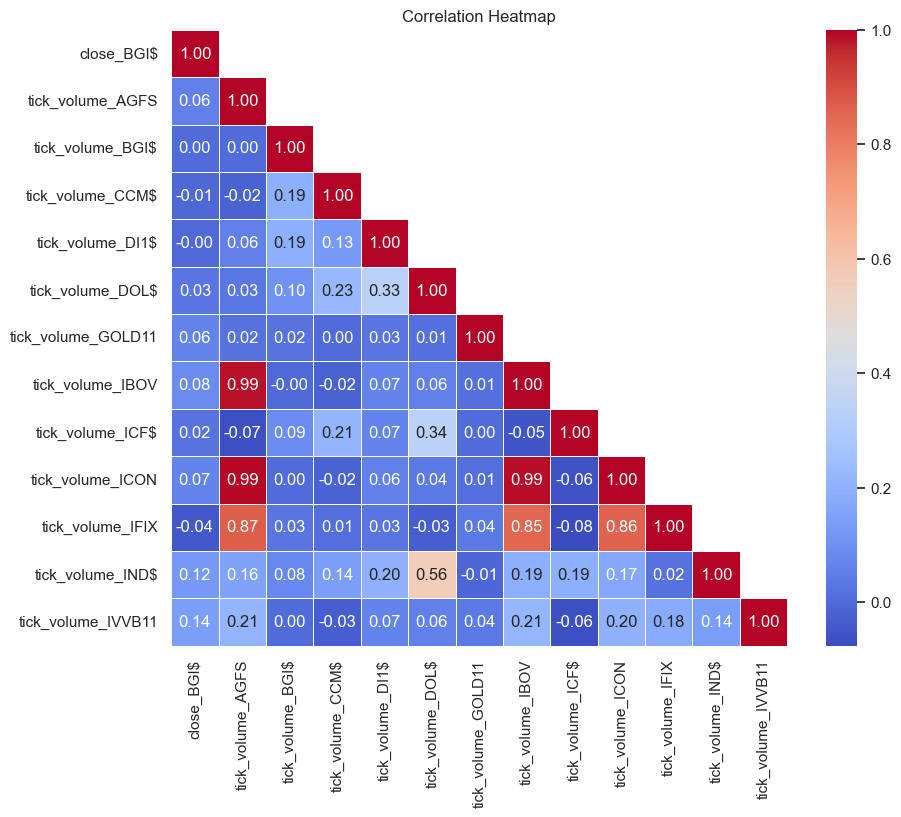 Correlation Heatmap
close_BGI$ 1.00
tick_volume_AGFS 0.06 1.00
tick_volume_BGI$ 0.00 0.00 1.00
tick_volume_CCM$ -0.01 -0.02 0.19 1.00
tick_volume_DI1$ -0.00 0.06 0.19 0.13 1.00
tick_volume_DOL$ 0.03 0.03 0.10 0.23 0.33 1.00
tick_volume_GOLD11 0.06 0.02 0.02 0.00 0.03 0.01 1.00
tick_volume_IBOV 0.08 0.99 -0.00 -0.02 0.07 0.06 0.01 1.00
tick_volume_ICF$ 0.02 -0.07 0.09 0.21 0.07 0.34 0.00 -0.05 1.00
tick_volume_ICON 0.07 0.99 0.00 -0.02 0.06 0.04 0.01 0.99 -0.06 1.00
tick_volume_IFIX -0.04 0.87 0.03 0.01 0.03 -0.03 0.04 0.85 -0.08 0.86 1.00
tick_volume_IND$ 0.12 0.16 0.08 0.14 0.20 0.56 -0.01 0.19 0.19 0.17 0.02 1.00
tick_volume_IVVB11 0.14 0.21 0.00 -0.03 0.07 0.06 0.04 0.21 -0.06 0.20 0.18 0.14 1.00
close_BGI$
tick_volume_AGFS
tick_volume_BGI$
tick_volume_CCM$
tick_volume_DI1$
tick_volume_DOL$
tick_volume_GOLD11
tick_volume_IBOV
tick_volume_ICF$
tick_volume_ICON
tick_volume_IFIX
tick_volume_IND$
tick_volume_IVVB11
1.0
0.8
0.6
0.4
0.2
0.0